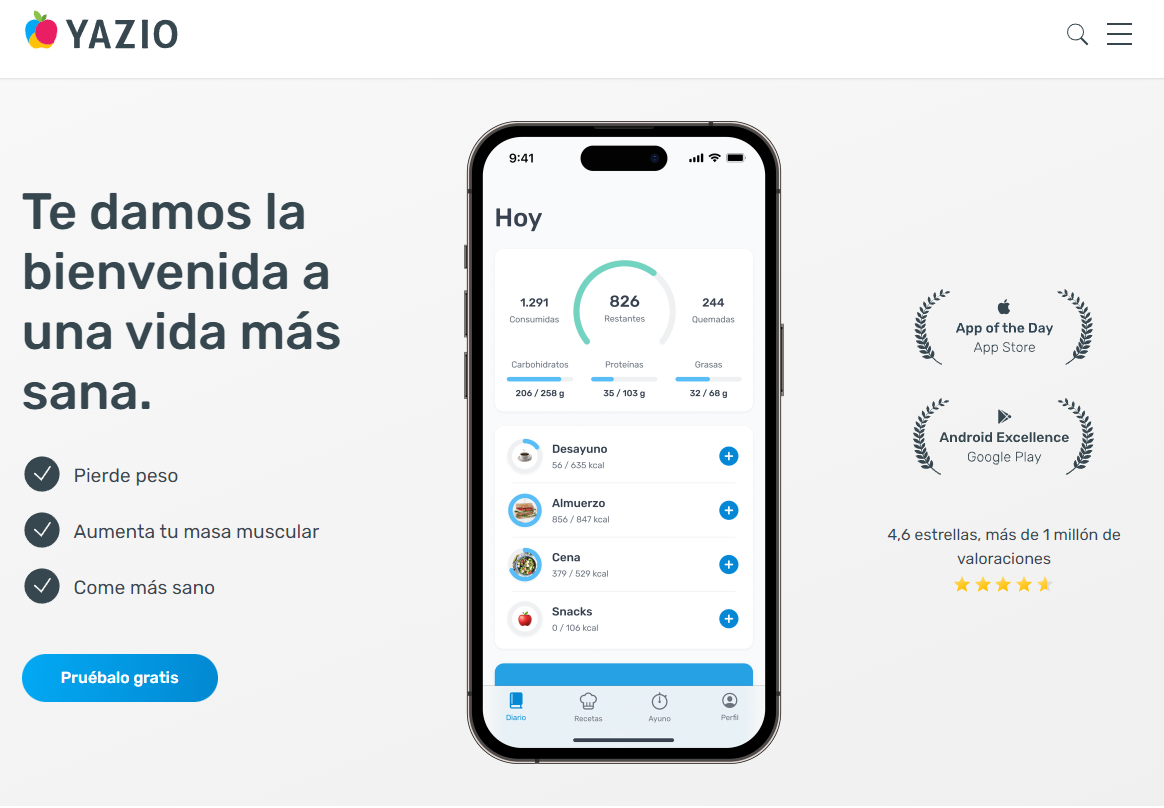 YAZIO
Te damos la
bienvenida a
una vida más
sana.
Pierde peso
Aumenta tu masa muscular
Come más sano
Pruébalo gratis
9:41
Hoy
1.291
Consumidas
826
Restantes
244
Quemadas
Carbohidratos
206 / 258 g
Proteínas
35 / 103 g
Grasas
32 / 68 g
Desayuno
56 / 635 kcal
Almuerzo
856 / 847 kcal
Cena
379 / 529 kcal
Snacks
0 / 106 kcal
Diario
Recetas
Ayuno
Perfil
App of the Day
App Store
Android Excellence
Google Play
4,6 estrellas, más de 1 millón de
valoraciones